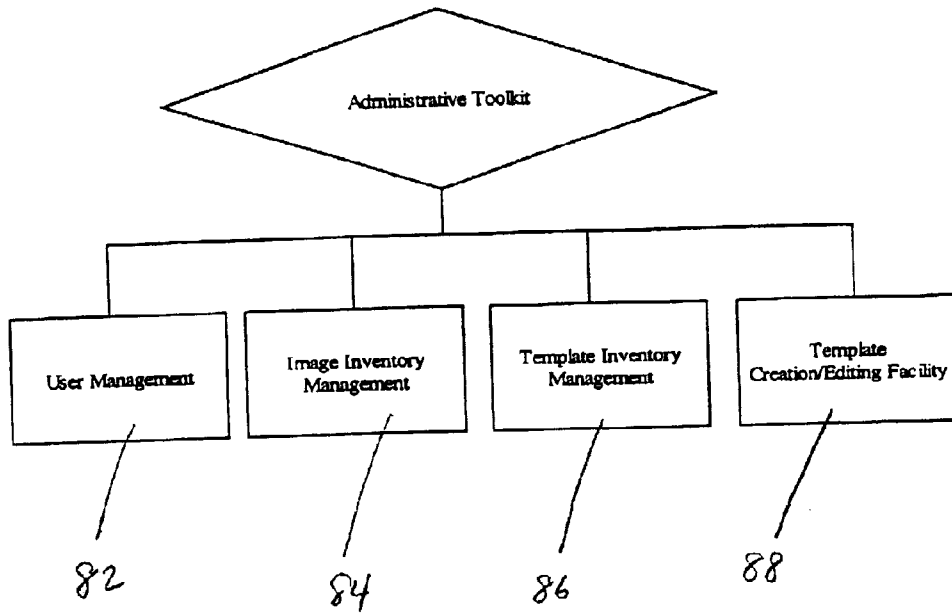 Administrative Toolkit
User Management
Image Inventory
Management
Template Inventory
Management
Template
Creation/Editing Facility
82
84
86
88